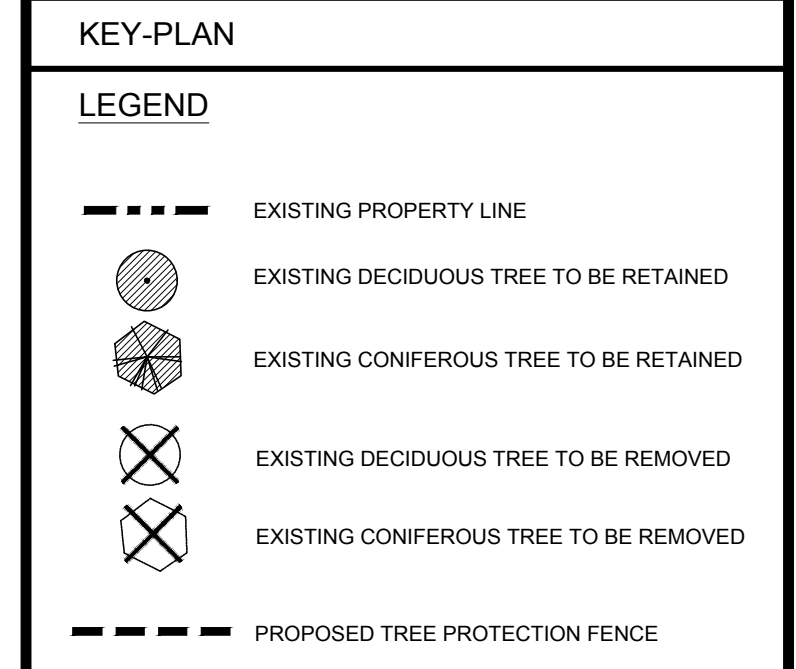 KEY-PLAN
LEGEND
EXISTING PROPERTY LINE
EXISTING DECIDUOUS TREE TO BE RETAINED
EXISTING CONIFEROUS TREE TO BE RETAINED
EXISTING DECIDUOUS TREE TO BE REMOVED
EXISTING CONIFEROUS TREE TO BE REMOVED
PROPOSED TREE PROTECTION FENCE